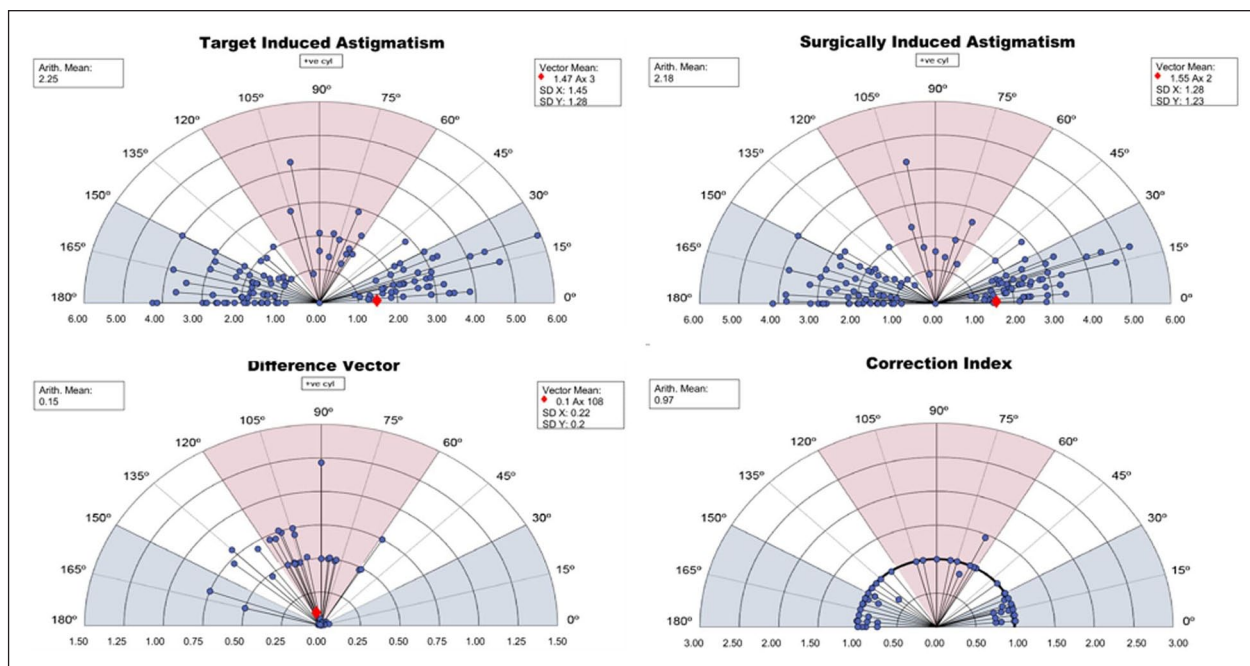 Target Induced Astigmatism
+ve cyl
Arith. Mean:
2.25
Vector Mean:
1.47 Ax 3
SD X: 1.45
SD Y: 1.28
90º
105º
75º
120º
60º
135º
45º
150º
30º
165º
15º
180º
0º
6.00 5.00 4.00 3.00 2.00 1.00 0.00 1.00 2.00 3.00 4.00 5.00 6.00
Surgically Induced Astigmatism
+ve cyl
Arith. Mean:
2.18
Vector Mean:
1.55 Ax 2
SD X: 1.28
SD Y: 1.23
90º
105º
75º
120º
60º
135º
45º
150º
30º
165º
15º
180º
0º
6.00 5.00 4.00 3.00 2.00 1.00 0.00 1.00 2.00 3.00 4.00 5.00 6.00
Difference Vector
+ve cyl
Arith. Mean:
0.15
Vector Mean:
0.1 Ax 108
SD X: 0.22
SD Y: 0.2
90º
105º
75º
120º
60º
135º
45º
150º
30º
165º
15º
180º
0º
1.50 1.25 1.00 0.75 0.50 0.25 0.00 0.25 0.50 0.75 1.00 1.25 1.50
Correction Index
Arith. Mean:
0.97
90º
105º
75º
120º
60º
135º
45º
150º
30º
165º
15º
180º
0º
3.00 2.00 2.00 1.00 1.00 0.00 0.00 1.00 1.00 2.00 2.00 3.00 3.00